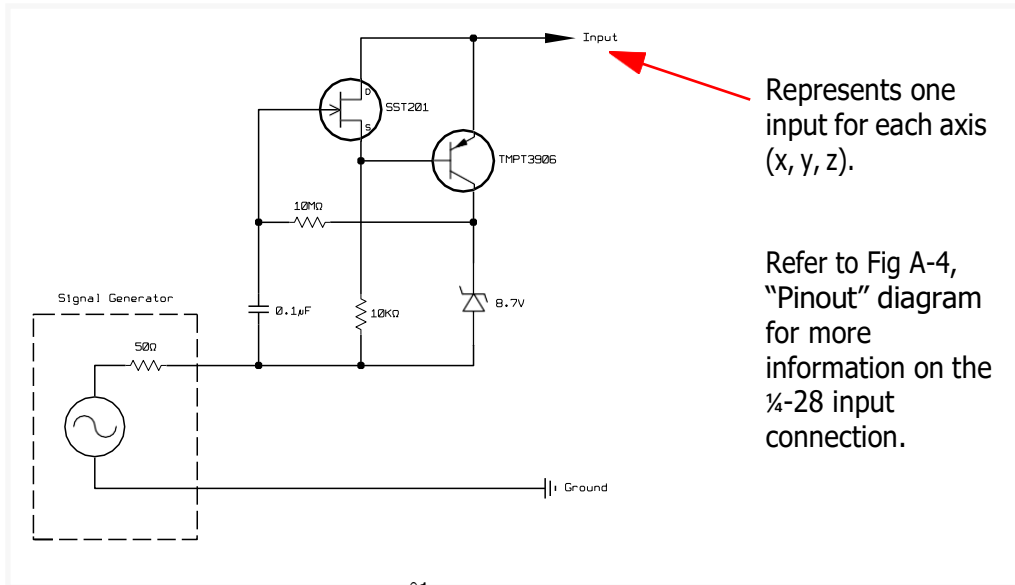 Input
D
SST201
S
TMPT3906
10MΩ
Signal Generator
0.1µF
10KΩ
8.7V
50Ω
Ground
Represents one
input for each axis
(x, y, z).
Refer to Fig A-4,
“Pinout” diagram
for more
information on the
¼-28 input
connection.